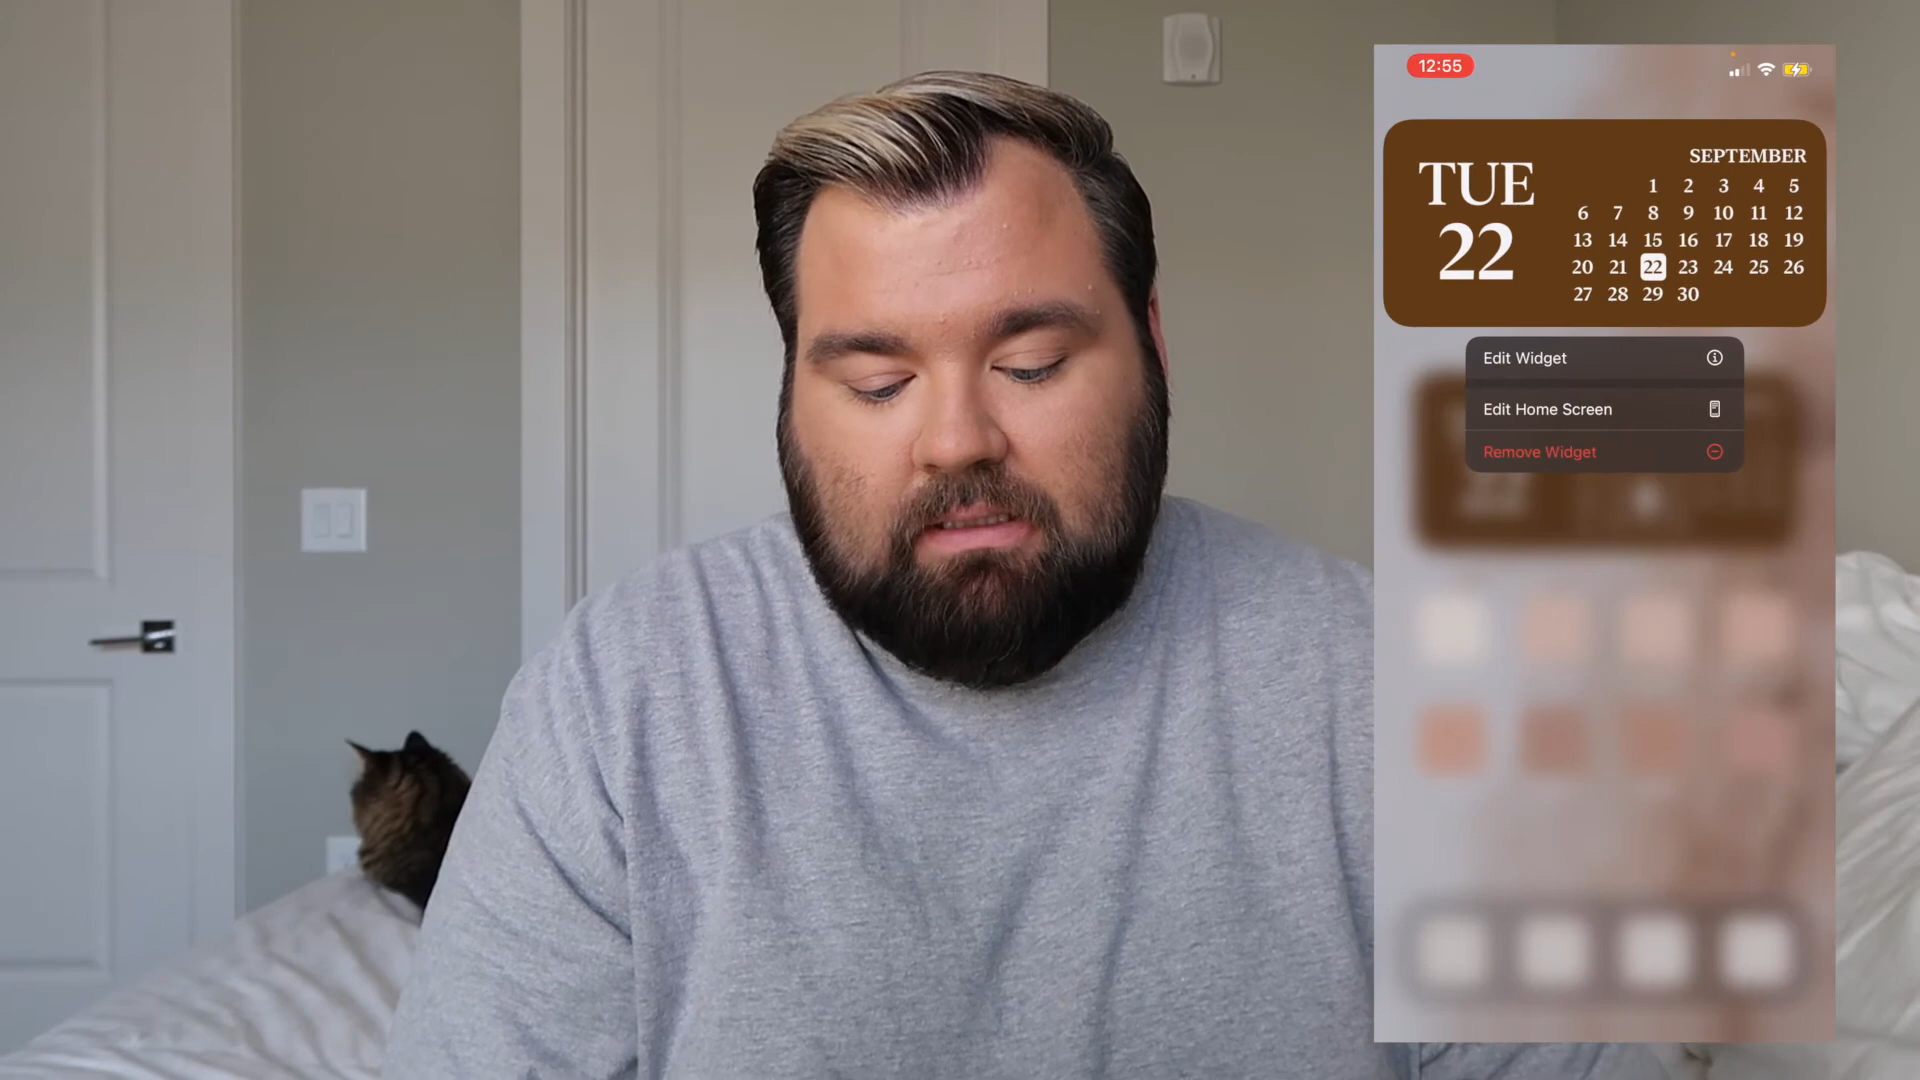 12:55
TUE
22
SEPTEMBER
1 2 3 4 5
6 7 8 9 10 11 12
13 14 15 16 17 18 19
20 21 22 23 24 25 26
27 28 29 30
Edit Widget
Edit Home Screen
Remove Widget